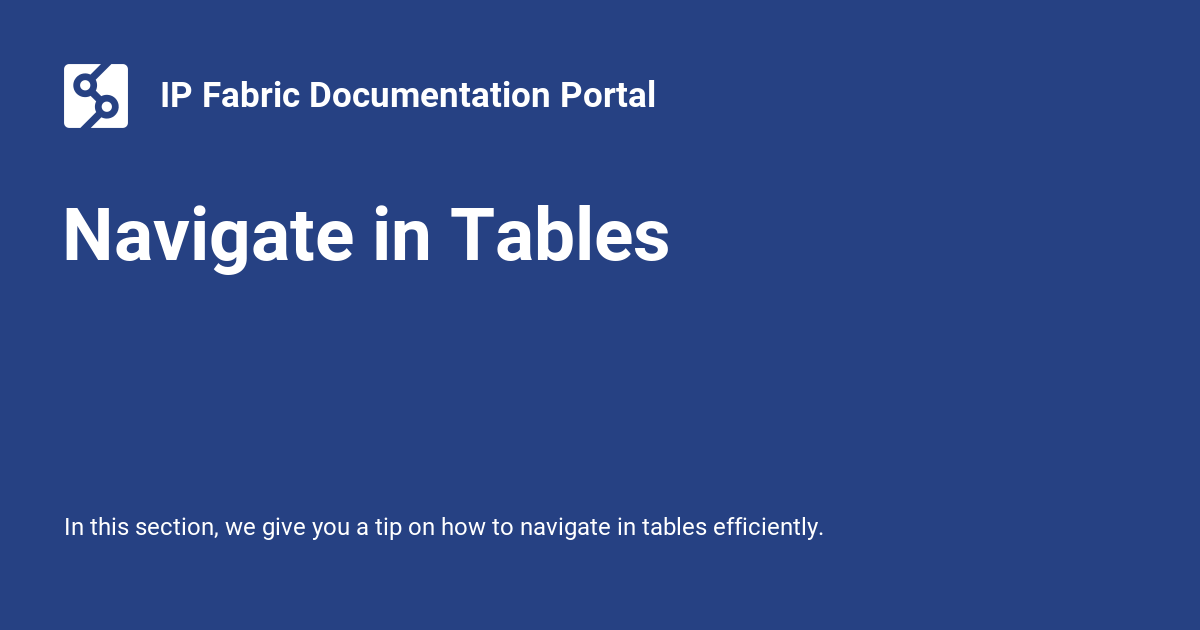 IP Fabric Documentation Portal
Navigate in Tables
In this section, we give you a tip on how to navigate in tables efficiently.